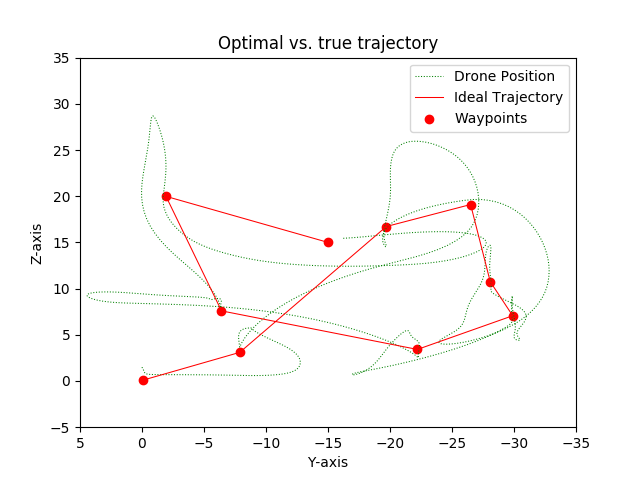 Optimal vs. true trajectory
Drone Position
Ideal Trajectory
Waypoints
Z-axis
35
30
25
20
15
10
5
0
−5
5 0 −5 −10 −15 −20 −25 −30 −35
Y-axis